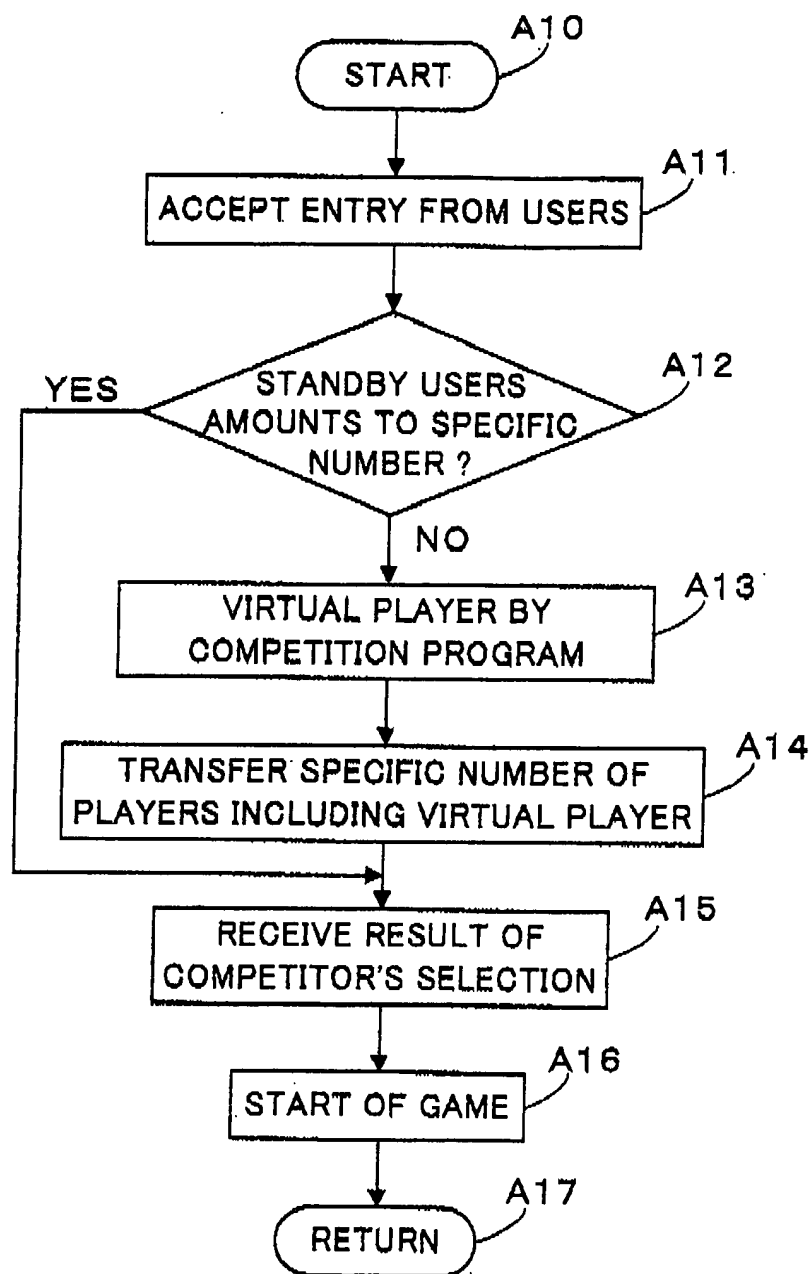 A10
START
A11
ACCEPT ENTRY FROM USERS
A12
YES
STANDBY USERS
AMOUNTS TO SPECIFIC
NUMBER ?
NO
A13
VIRTUAL PLAYER BY
COMPETITION PROGRAM
A14
TRANSFER SPECIFIC NUMBER OF
PLAYERS INCLUDING VIRTUAL PLAYER
A15
RECEIVE RESULT OF
COMPETITOR'S SELECTION
A16
START OF GAME
A17
RETURN